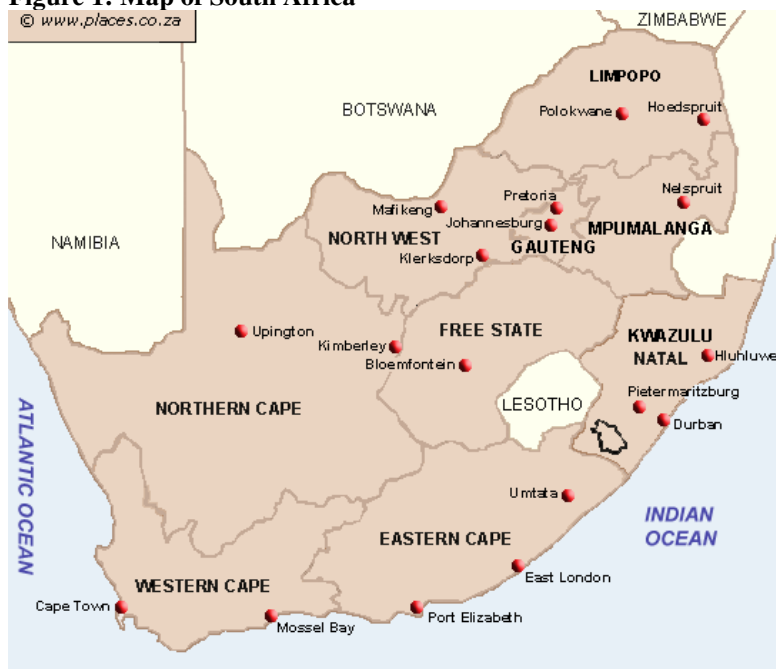 Figure 1: Map of South Africa
© www.places.co.za
ZIMBABWE
LIMPOPO
BOTSWANA
Polokwane
Hoedspruit
Nelspruit
Pretoria
Mafikeng
Johannesburg
MPUMALANGA
NORTH WEST
GAUTENG
NAMIBIA
Klerksdorp
Upington
FREE STATE
KWAZULU
NATAL
Kimberley
Hluhluwe
Bloemfontein
Pietermaritzburg
LESOTHO
NORTHERN CAPE
Durban
ATLANTIC OCEAN
Umtata
INDIAN
OCEAN
EASTERN CAPE
East London
WESTERN CAPE
Cape Town
Port Elizabeth
Mossel Bay